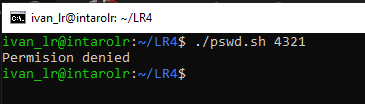 ivan_lr@intarolr: ~/LR4
ivan_lr@intarolr:~/LR4$ ./pswd.sh 4321
Permision denied
ivan_lr@intarolr:~/LR4$